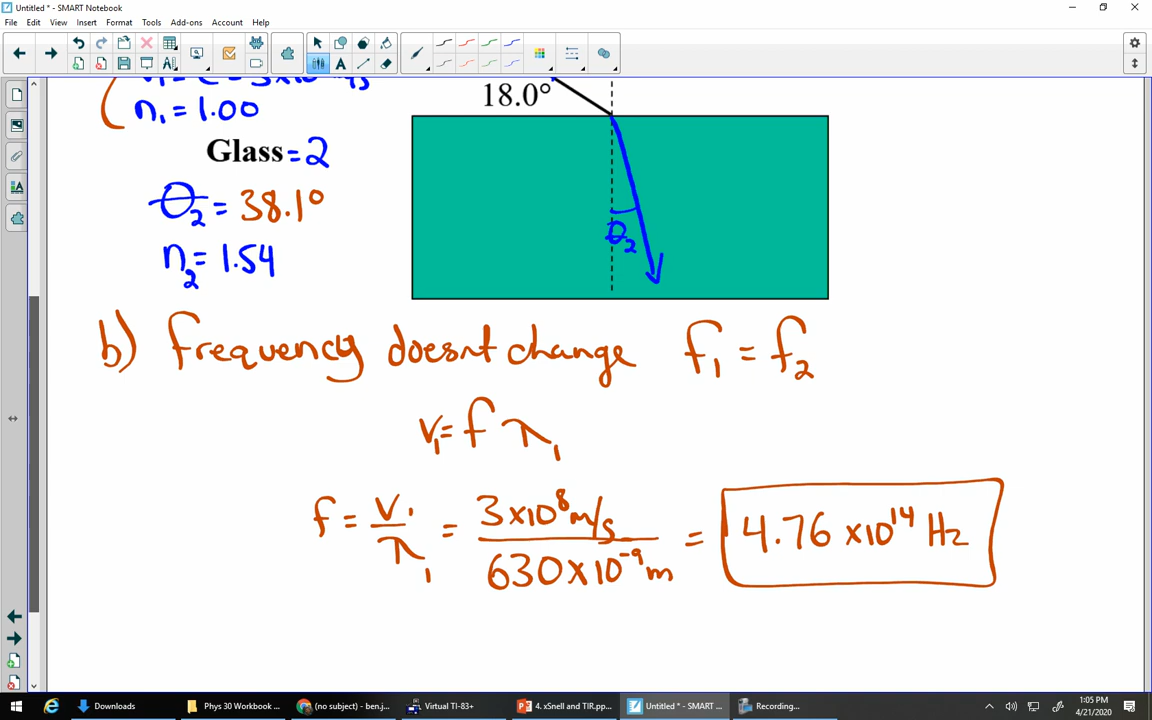 Untitled * - SMART Notebook
File Edit View Insert Format Tools Add-ons Account Help
18.0°
n₁ = 1.00
Glass = 2
θ₂ = 38.1°
n₂ = 1.54
θ₂
b) frequency doesnt change f₁ = f₂
v₁ = f λ₁
f = v₁/λ₁ = 3x10⁸ m/s / 630x10⁻⁹ m = 4.76 x10¹⁴ Hz
Downloads Phys 30 Workbook ... (no subject) - ben.j... Virtual TI-83+ 4. xSnell and TIR.pp... Untitled * - SMART ... Recording...
1:05 PM
4/21/2020